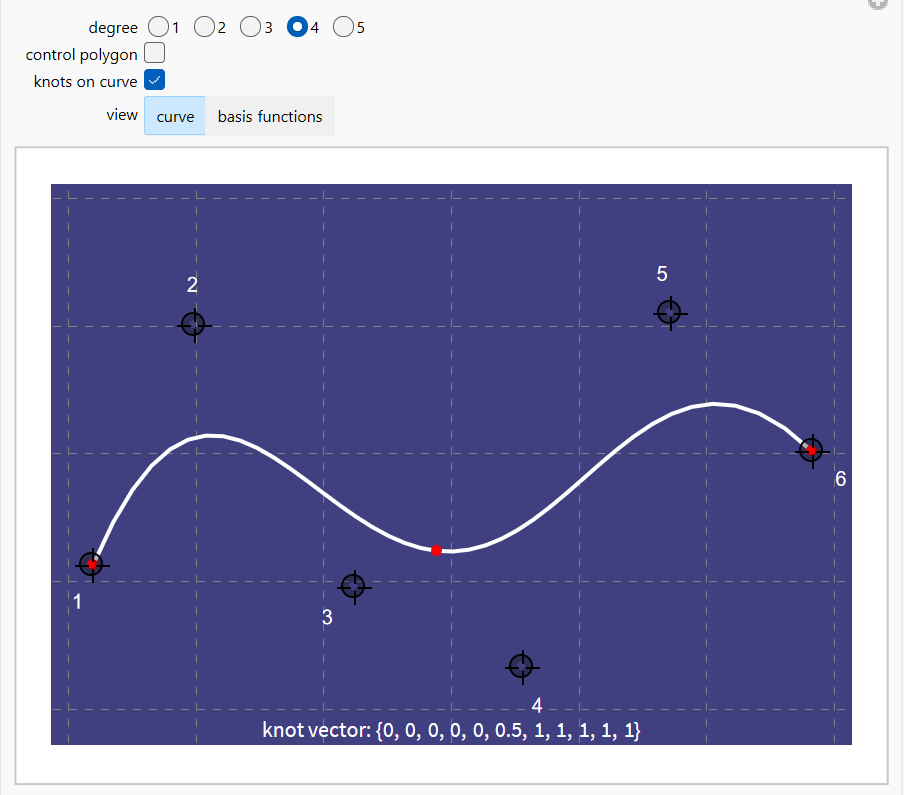 degree 1 2 3 4 5
control polygon
knots on curve
view curve basis functions
5
2
6
1
3
4
knot vector: {0, 0, 0, 0, 0, 0.5, 1, 1, 1, 1, 1}